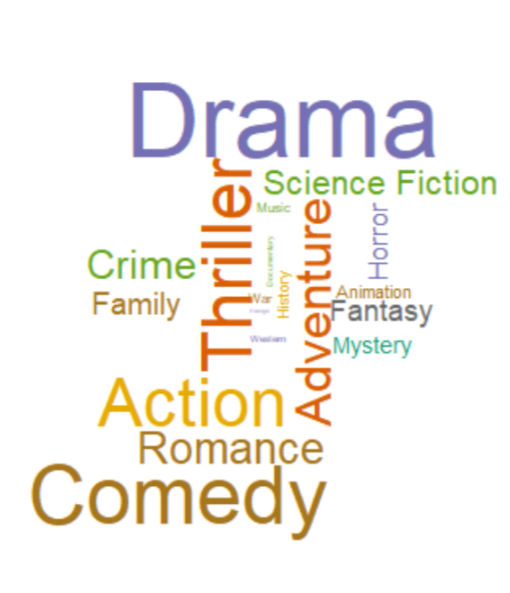 Drama
Science Fiction
Thriller
Music
Adventure
Horror
Documentary
Crime
History
War
Animation
Family
Fantasy
Foreign
Western
Mystery
Action
Romance
Comedy